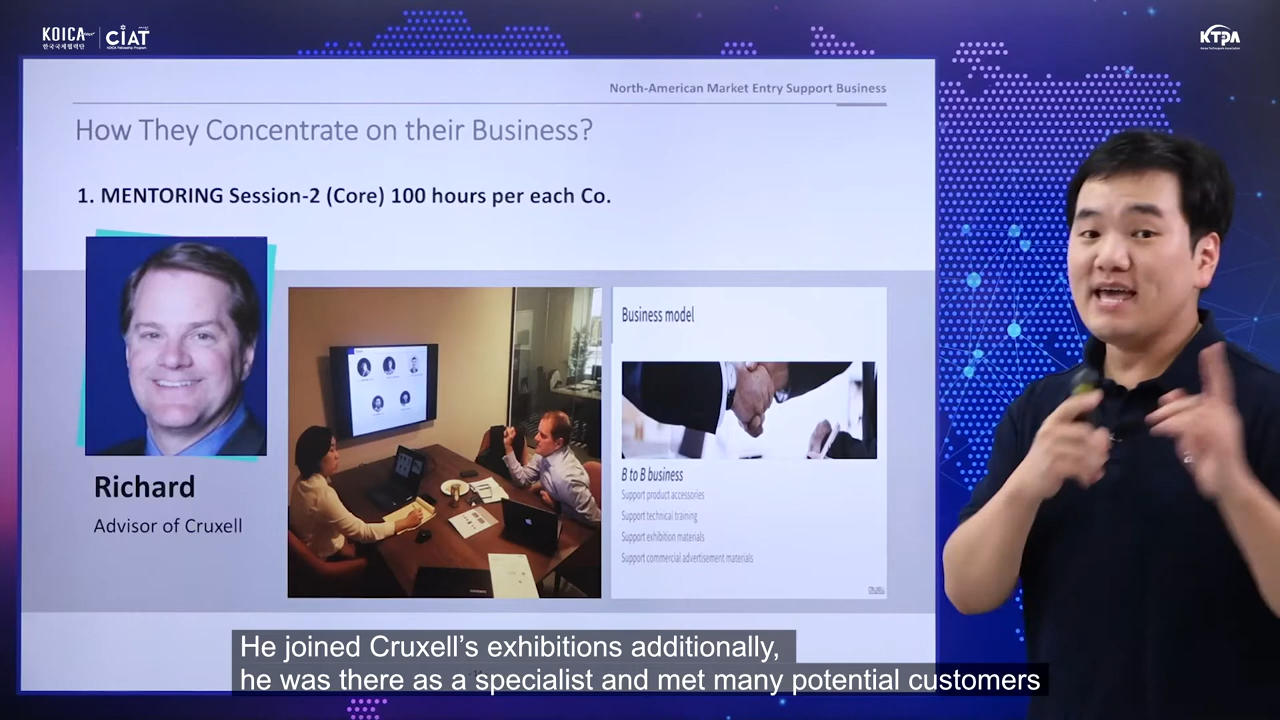 KOICA
한국국제협력단
CIAT
KOICA Fellowship Program
KTPA
Korea Technopark Association
North-American Market Entry Support Business
How They Concentrate on their Business?
1. MENTORING Session-2 (Core) 100 hours per each Co.
Richard
Advisor of Cruxell
Business model
B to B business
Support product accessories
Support technical training
Support exhibition materials
Support commercial advertisement materials
He joined Cruxell’s exhibitions additionally,
he was there as a specialist and met many potential customers